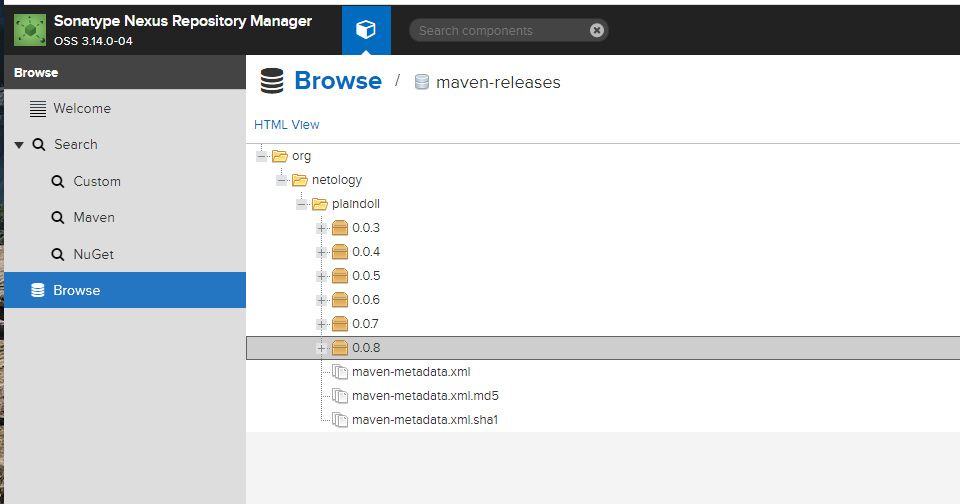 Sonatype Nexus Repository Manager
OSS 3.14.0-04
Search components
Browse
Welcome
Search
Custom
Maven
NuGet
Browse
Browse / maven-releases
HTML View
org
netology
plaindoll
0.0.3
0.0.4
0.0.5
0.0.6
0.0.7
0.0.8
maven-metadata.xml
maven-metadata.xml.md5
maven-metadata.xml.sha1